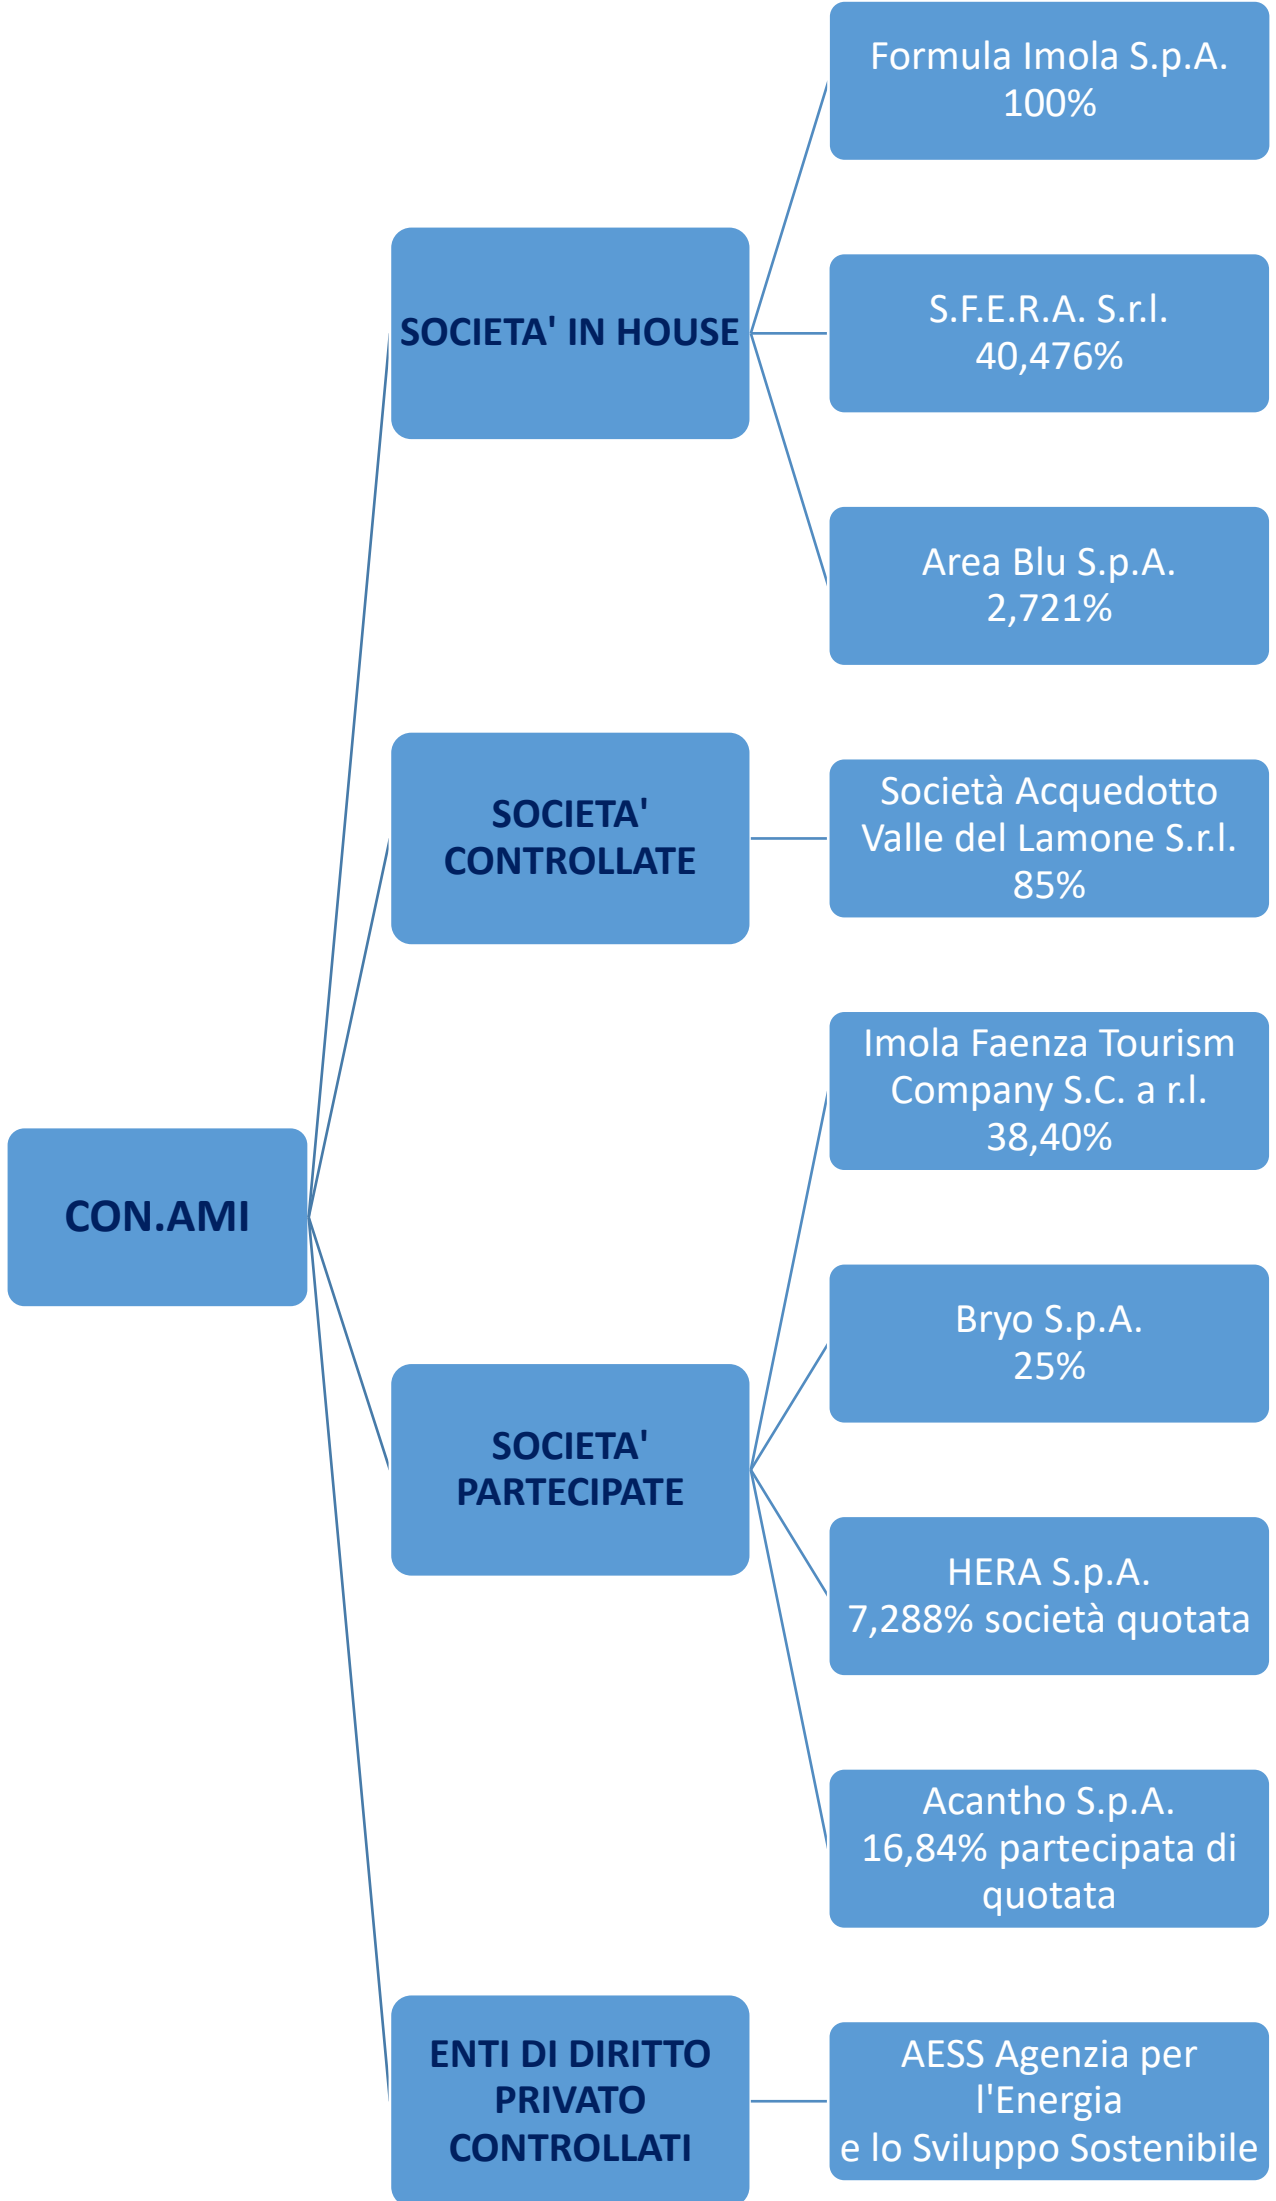 CON.AMI
SOCIETA' IN HOUSE
Formula Imola S.p.A.
100%
S.F.E.R.A. S.r.l.
40,476%
Area Blu S.p.A.
2,721%
SOCIETA'
CONTROLLATE
Società Acquedotto
Valle del Lamone S.r.l.
85%
SOCIETA'
PARTECIPATE
Imola Faenza Tourism
Company S.C. a r.l.
38,40%
Bryo S.p.A.
25%
HERA S.p.A.
7,288% società quotata
Acantho S.p.A.
16,84% partecipata di
quotata
ENTI DI DIRITTO
PRIVATO
CONTROLLATI
AESS Agenzia per
l'Energia
e lo Sviluppo Sostenibile